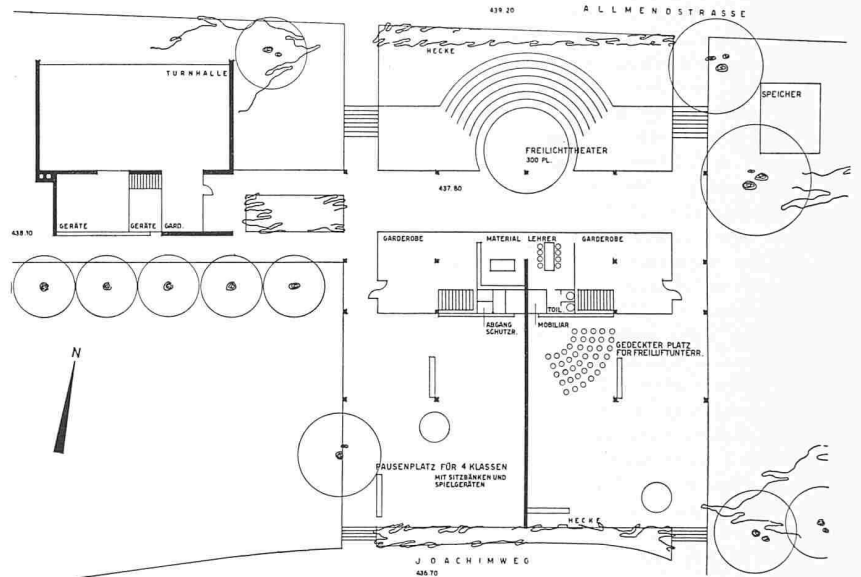 439.20
ALLMENDSTRASSE
HECKE
TURNHALLE
SPEICHER
FREILICHTTHEATER
300 PL.
437.80
GERÄTE
GERÄTE
GARD.
438.10
GARDEROBE
MATERIAL
LEHRER
GARDEROBE
ABGANG
SCHUTZR.
MOBILIAR
TOIL.
GEDECKTER PLATZ
FÜR FREILUFTUNTERR.
N
PAUSENPLATZ FÜR 4 KLASSEN
MIT SITZBÄNKEN UND
SPIELGERÄTEN
HECKE
JOACHIMWEG
436.70